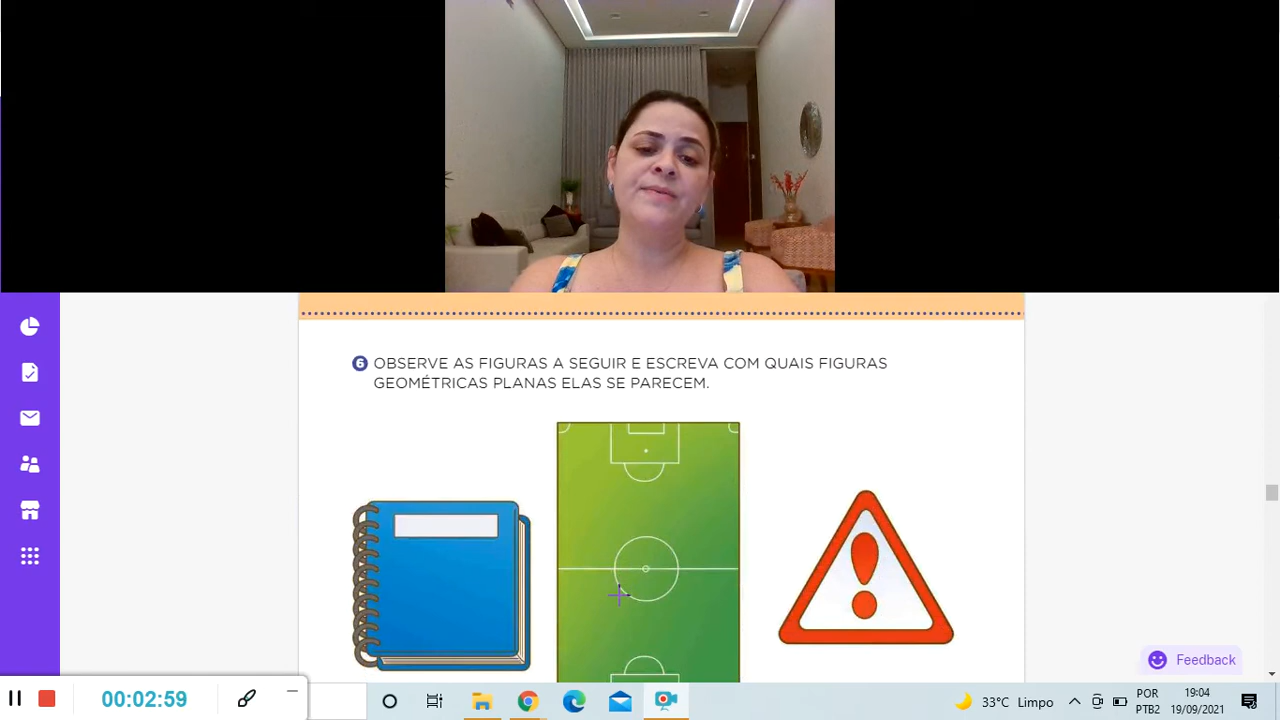 6 OBSERVE AS FIGURAS A SEGUIR E ESCREVA COM QUAIS FIGURAS
GEOMÉTRICAS PLANAS ELAS SE PARECEM.
!
Feedback
00:02:59
33°C Limpo
POR
PTB2
19:04
19/09/2021